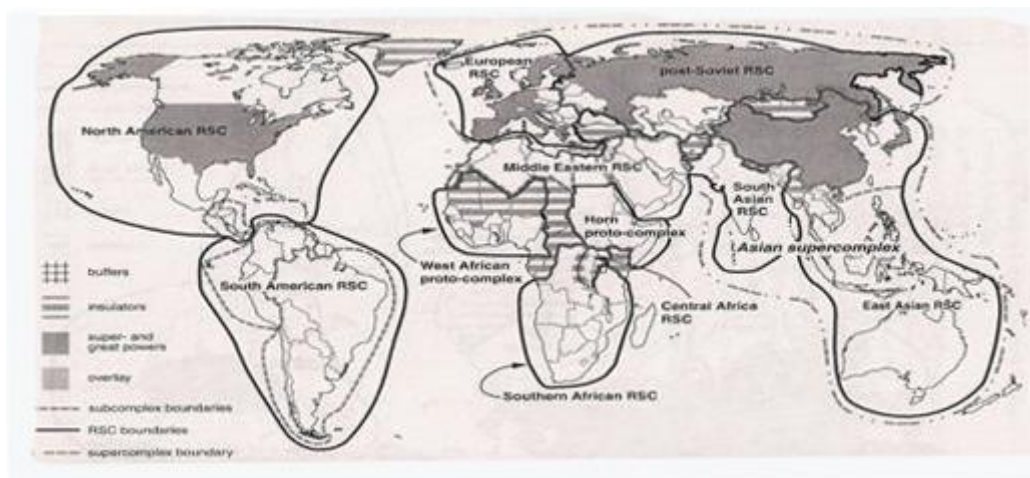 European
RSC
post-Soviet RSC
North American RSC
Middle Eastern RSC
South
Asian
RSC
Horn
proto-complex
Asian supercomplex
West African
proto-complex
buffers
South American RSC
insulators
Central Africa
RSC
East Asian RSC
super- and
great powers
overlay
Southern African RSC
subcomplex boundaries
RSC boundaries
supercomplex boundary